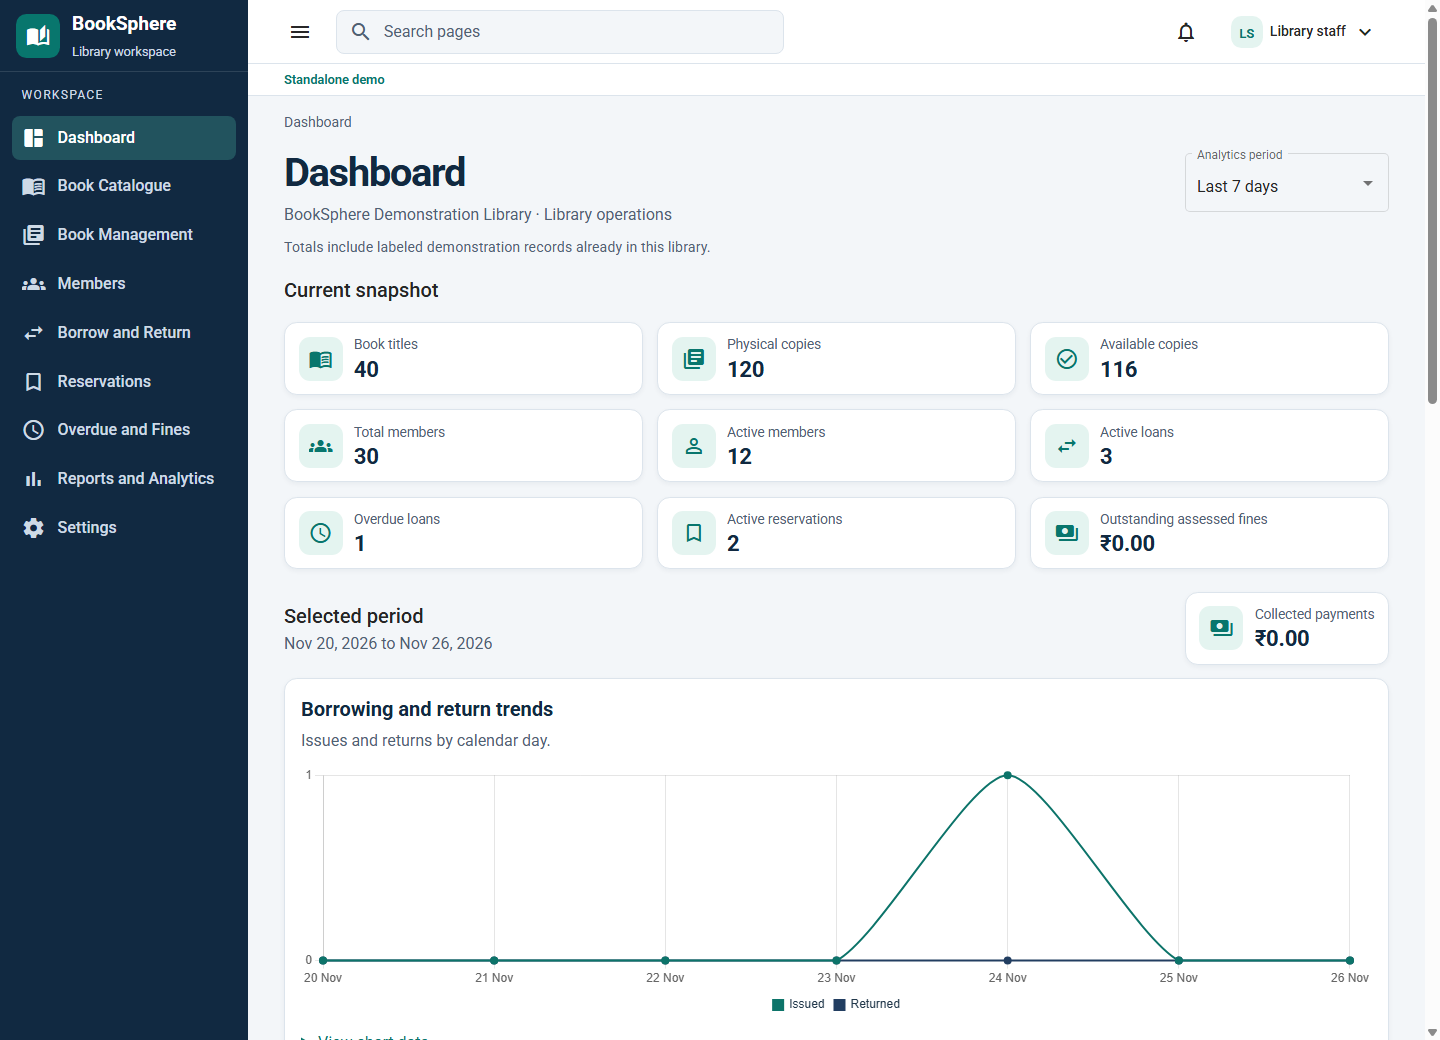 BookSphere
Library workspace
WORKSPACE
Dashboard
Book Catalogue
Book Management
Members
Borrow and Return
Reservations
Overdue and Fines
Reports and Analytics
Settings
Search pages
LS
Library staff
Standalone demo
Dashboard
Dashboard
BookSphere Demonstration Library · Library operations
Totals include labeled demonstration records already in this library.
Analytics period
Last 7 days
Current snapshot
Book titles
40
Physical copies
120
Available copies
116
Total members
30
Active members
12
Active loans
3
Overdue loans
1
Active reservations
2
Outstanding assessed fines
₹0.00
Selected period
Nov 20, 2026 to Nov 26, 2026
Collected payments
₹0.00
Borrowing and return trends
Issues and returns by calendar day.
1
0
20 Nov
21 Nov
22 Nov
23 Nov
24 Nov
25 Nov
26 Nov
Issued
Returned
View chart data